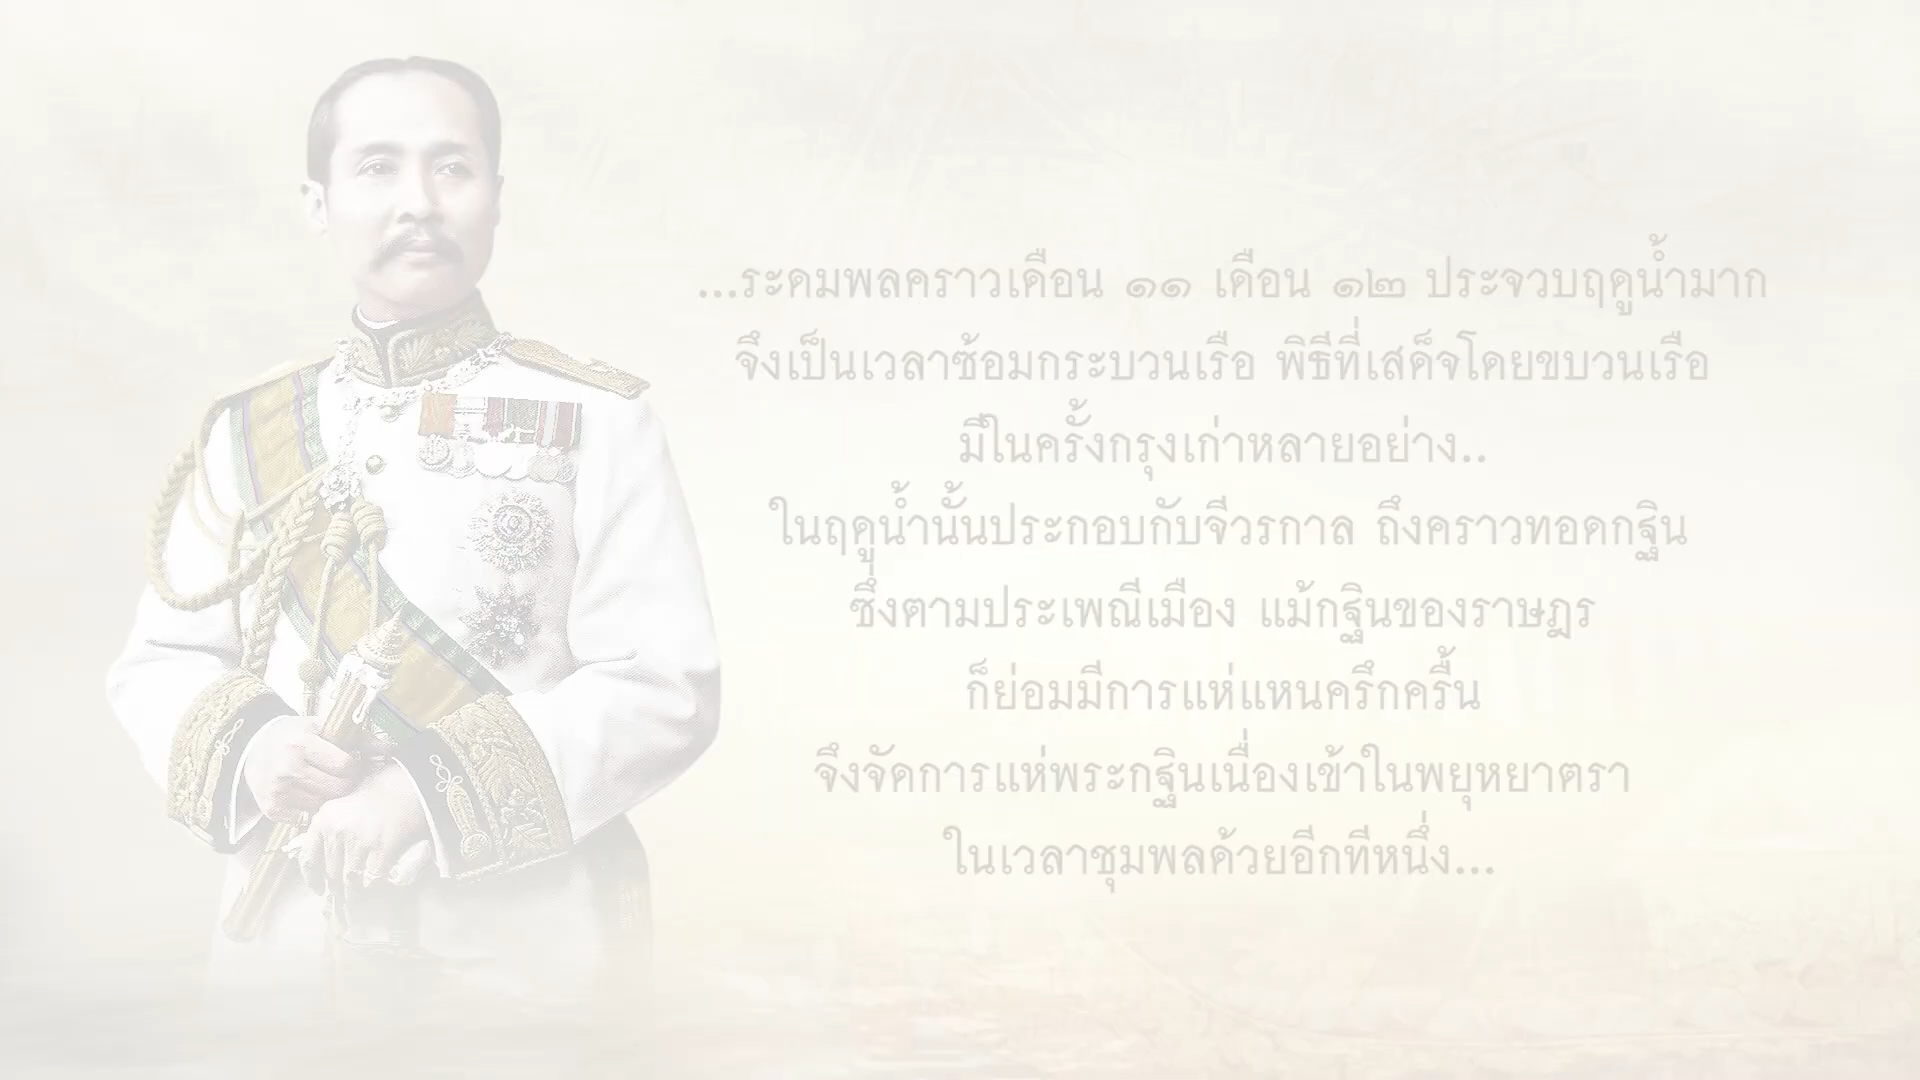 ...ระดมพลคราวเดือน ๑๑ เดือน ๑๒ ประจวบฤดูน้ำมาก
จึงเป็นเวลาซ้อมกระบวนเรือ พิธีที่เสด็จโดยขบวนเรือ
มีในครั้งกรุงเก่าหลายอย่าง..
ในฤดูน้ำนั้นประกอบกับจีวรกาล ถึงคราวทอดกฐิน
ซึ่งตามประเพณีเมือง แม้กฐินของราษฎร
ก็ย่อมมีการแห่แหนครึกครื้น
จึงจัดการแห่พระกฐินเนื่องเข้าในพยุหยาตรา
ในเวลาชุมพลด้วยอีกทีหนึ่ง...